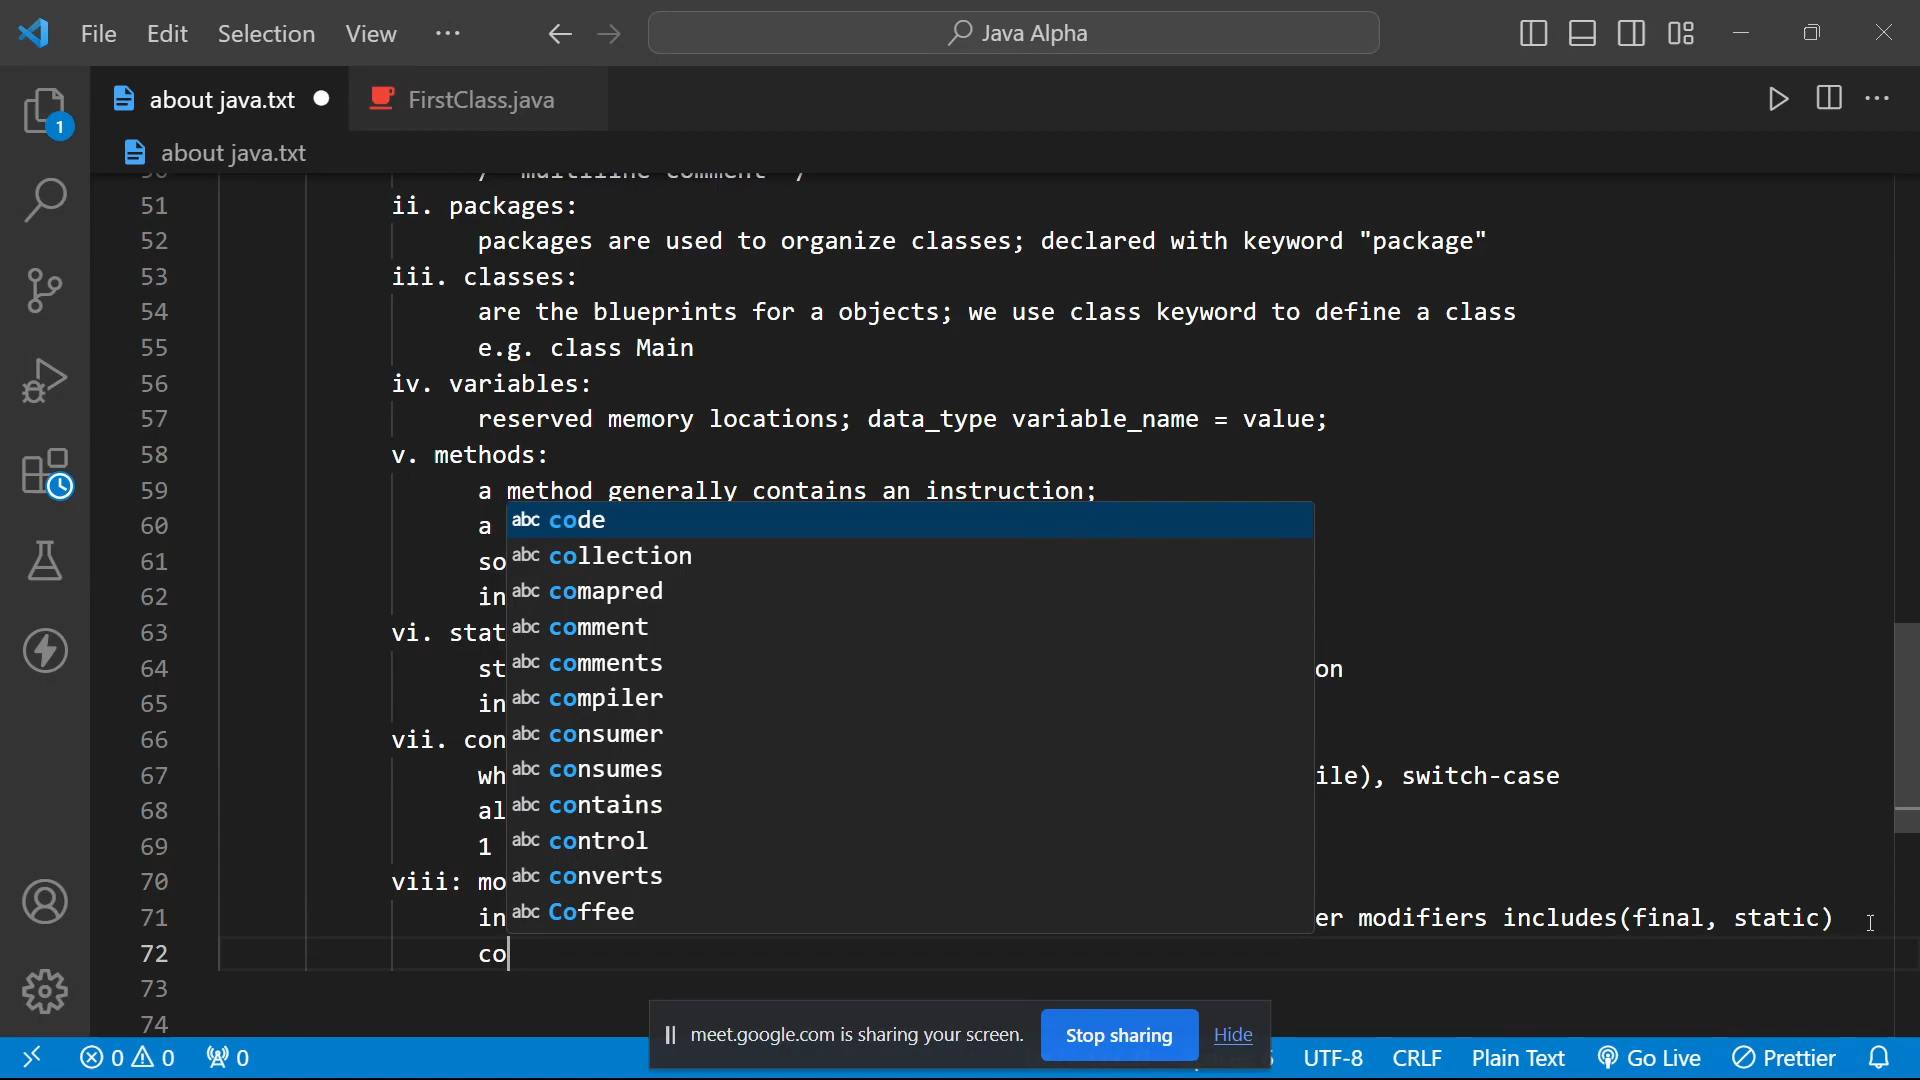 File Edit Selection View ... Java Alpha
about java.txt FirstClass.java
1
about java.txt
/* multiline comment */
51 ii. packages:
52 packages are used to organize classes; declared with keyword "package"
53 iii. classes:
54 are the blueprints for a objects; we use class keyword to define a class
55 e.g. class Main
56 iv. variables:
57 reserved memory locations; data_type variable_name = value;
58 v. methods:
59 a method generally contains an instruction;
abc code
60 a
abc collection
61 so
abc comapred
62 in
abc comment
63 vi. stat
abc comments
64 st on
abc compiler
65 in
abc consumer
66 vii. con
abc consumes
67 wh ile), switch-case
abc contains
68 al
abc control
69 1
abc converts
70 viii: mo
abc Coffee
71 in er modifiers includes(final, static)
72 co
73
74
meet.google.com is sharing your screen. Stop sharing Hide
0 0 0 UTF-8 CRLF Plain Text Go Live Prettier